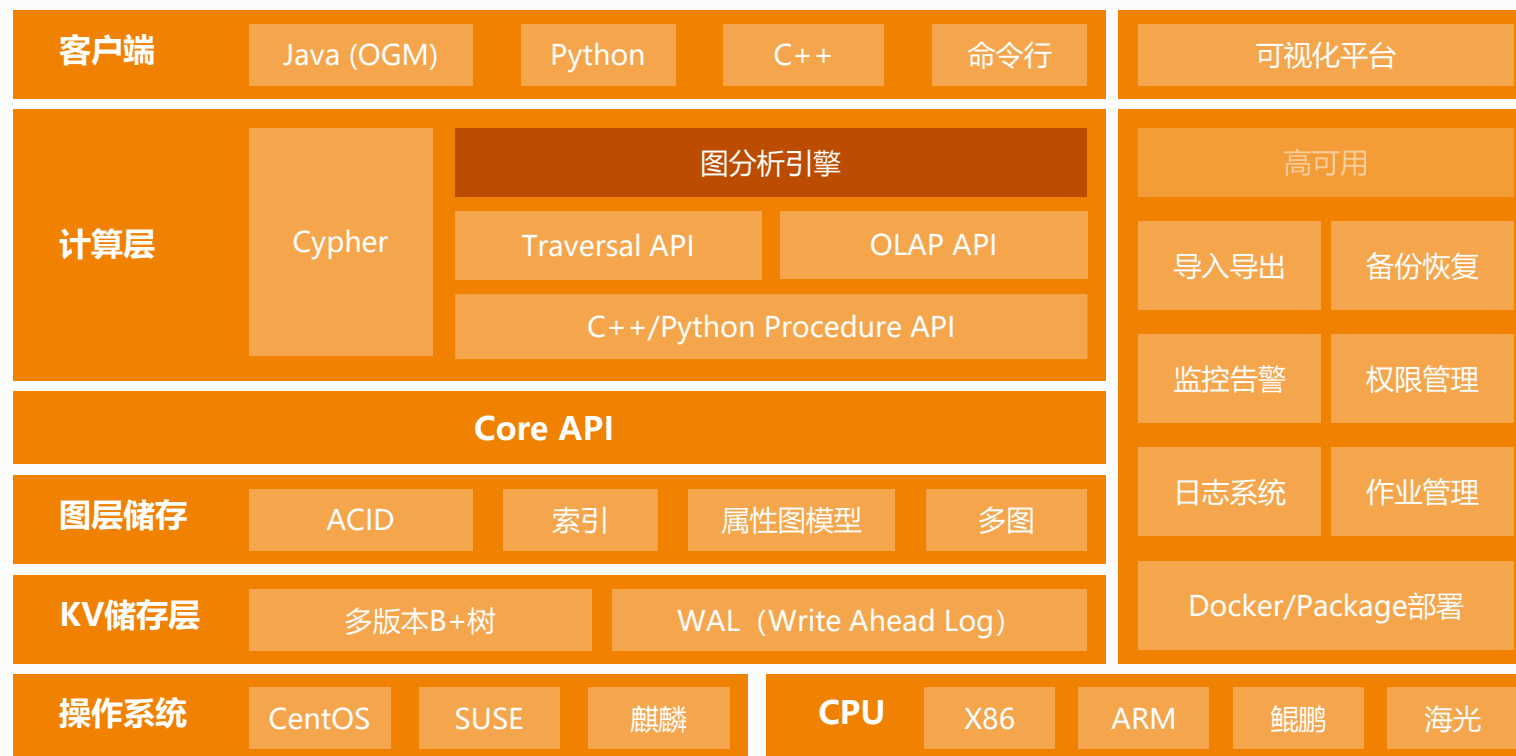 客户端
Java (OGM)
Python
C++
命令行
可视化平台
计算层
Cypher
图分析引擎
Traversal API
OLAP API
C++/Python Procedure API
高可用
导入导出
备份恢复
监控告警
权限管理
日志系统
作业管理
Docker/Package部署
Core API
图层储存
ACID
索引
属性图模型
多图
KV储存层
多版本B+树
WAL（Write Ahead Log）
操作系统
CentOS
SUSE
麒麟
CPU
X86
ARM
鲲鹏
海光